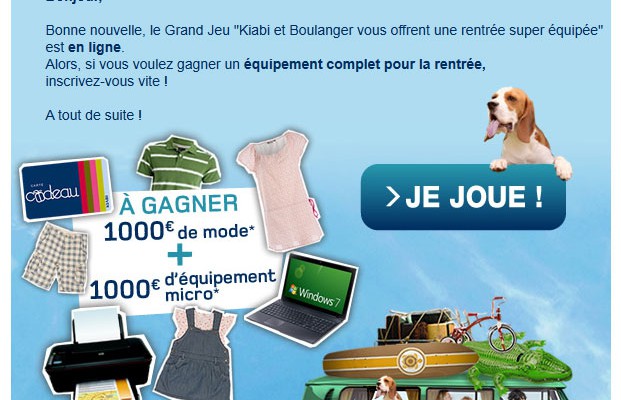 Bonjour,
Bonne nouvelle, le Grand Jeu "Kiabi et Boulanger vous offrent une rentrée super équipée"
est en ligne.
Alors, si vous voulez gagner un équipement complet pour la rentrée,
inscrivez-vous vite !
A tout de suite !
CARTE
cadeau
KIABI
À GAGNER
1000€ de mode*
+
1000€ d'équipement
micro*
> JE JOUE !
Windows 7